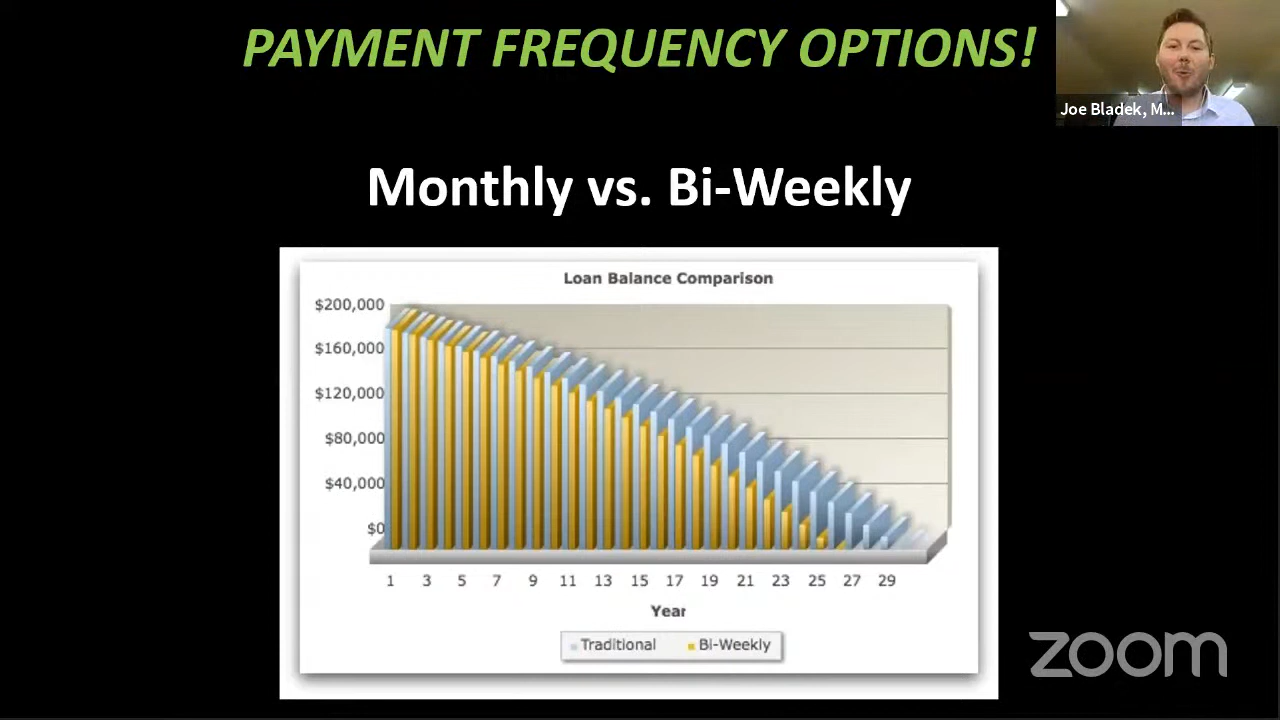 PAYMENT FREQUENCY OPTIONS!
Joe Bladek, M...
Monthly vs. Bi-Weekly
Loan Balance Comparison
$200,000
$160,000
$120,000
$80,000
$40,000
$0
1 3 5 7 9 11 13 15 17 19 21 23 25 27 29
Year
Traditional Bi-Weekly
zoom